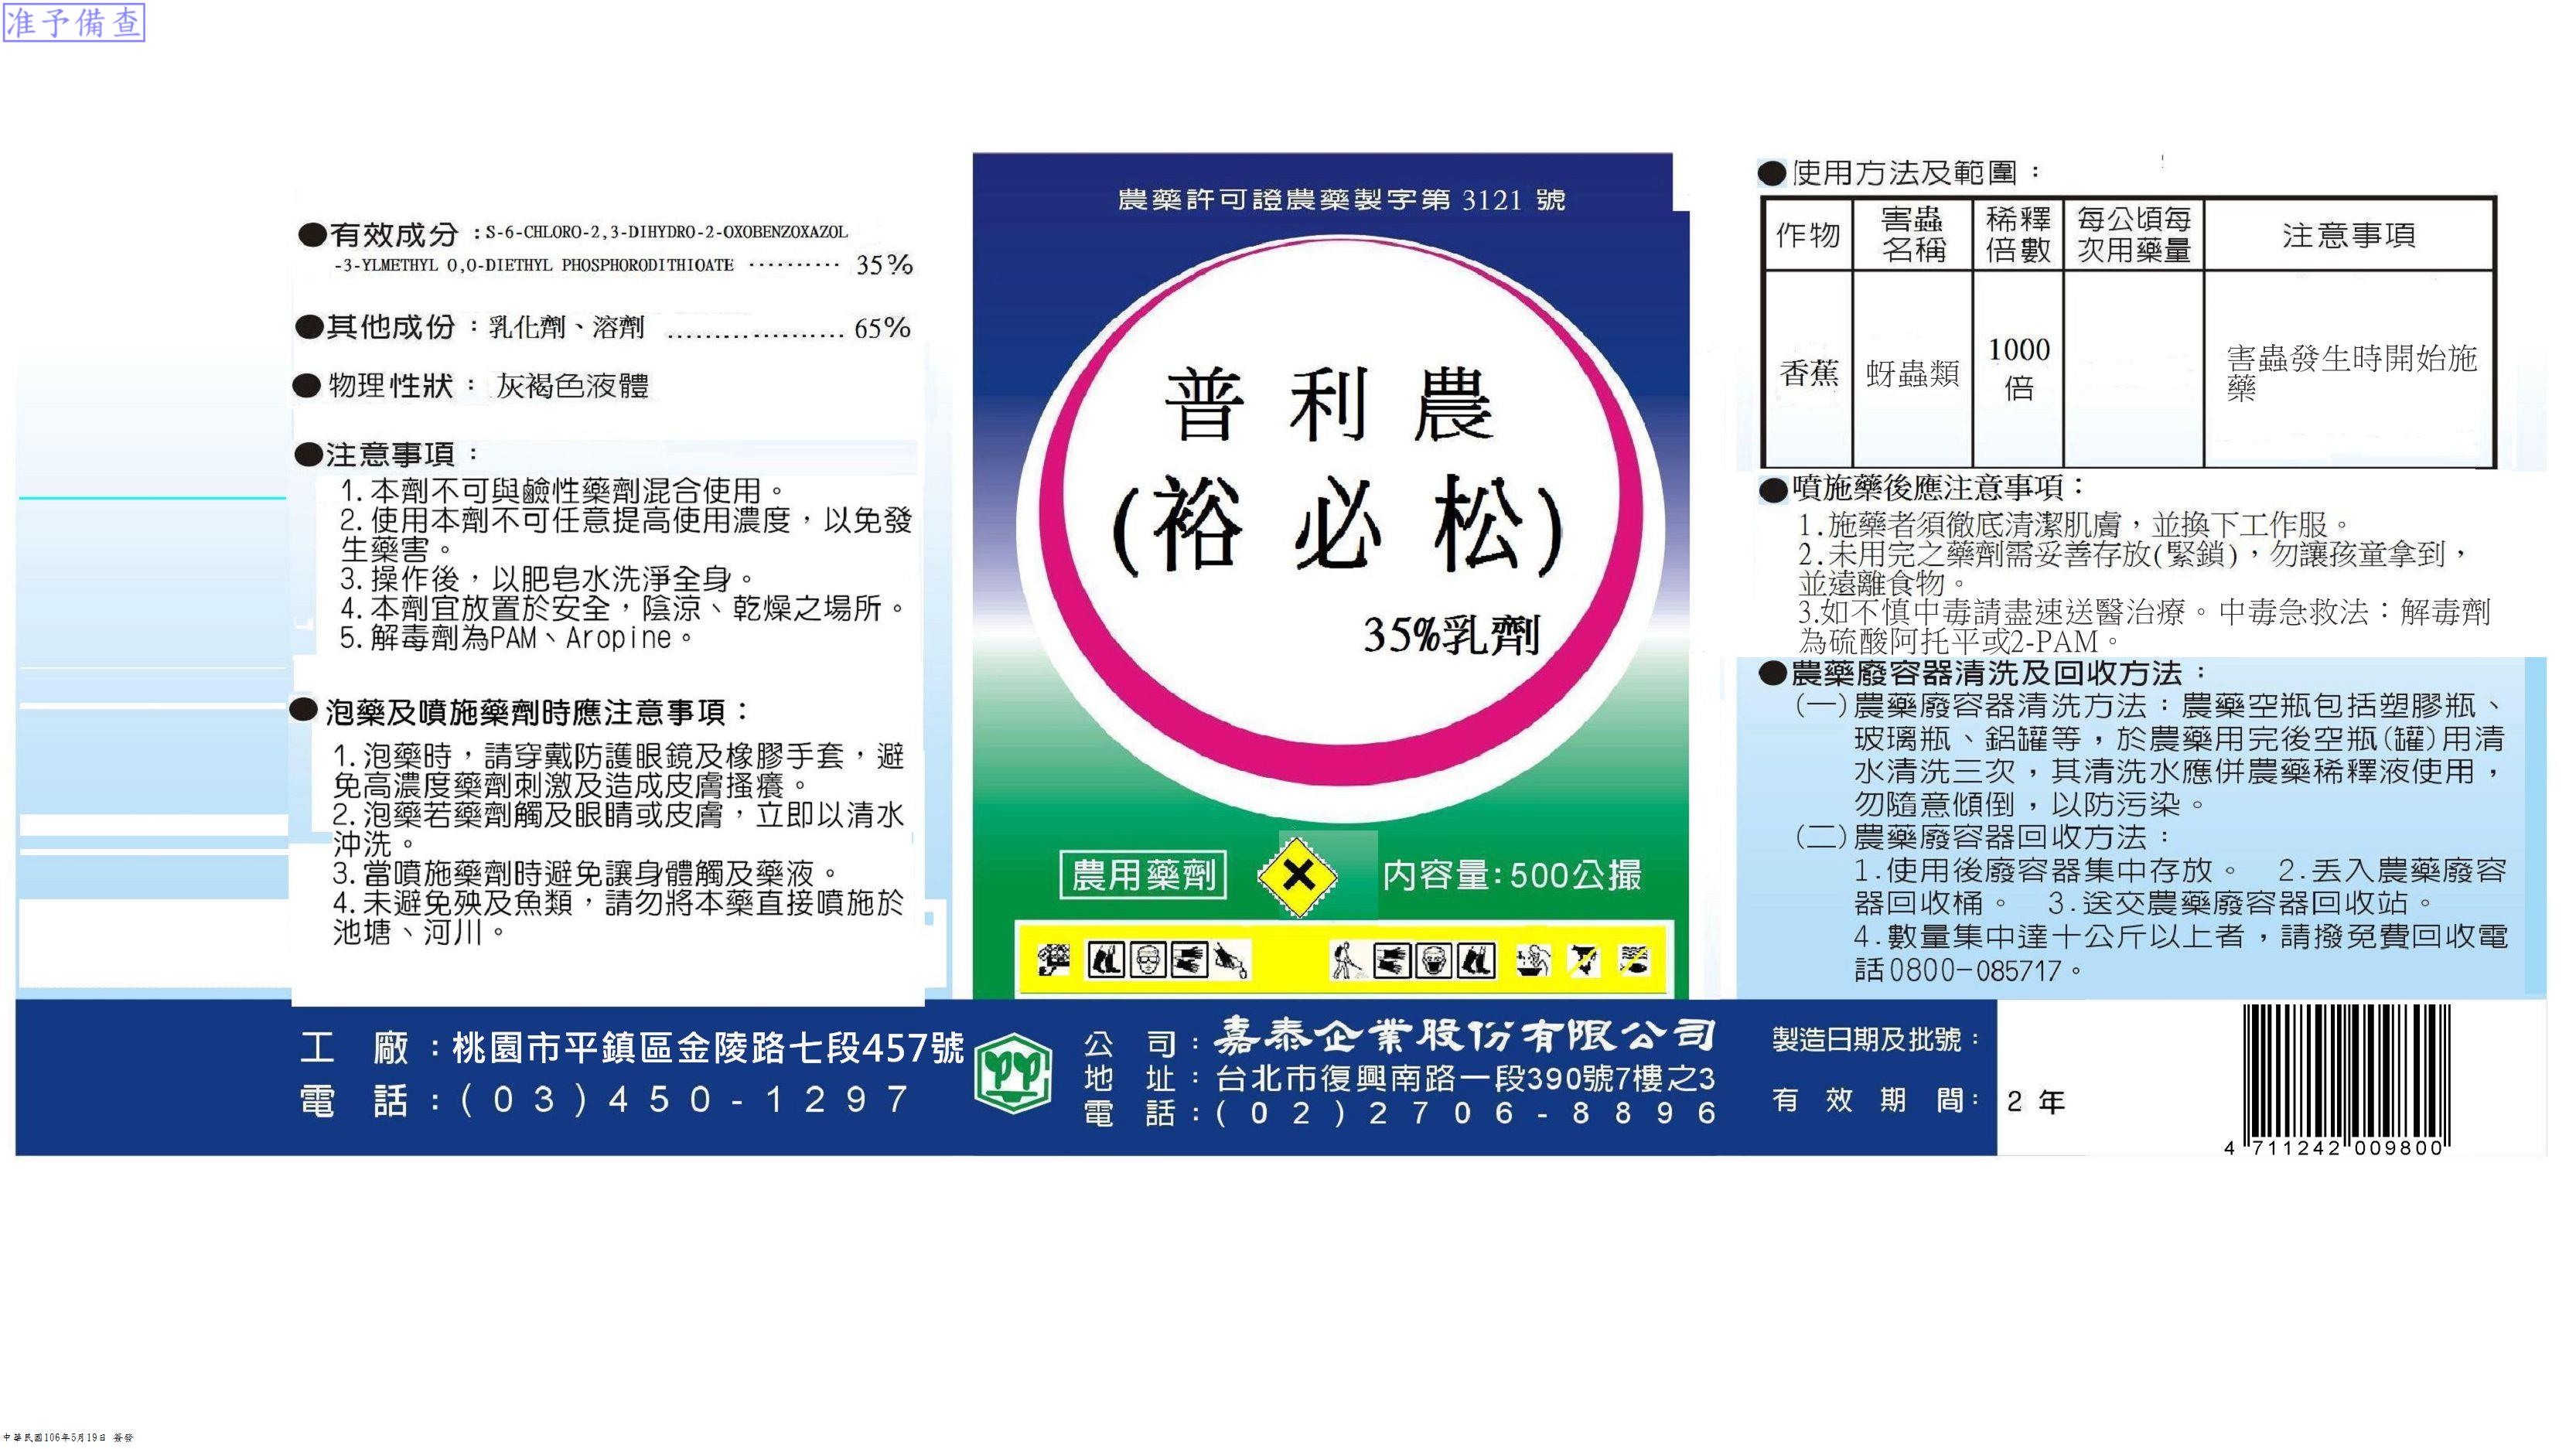 准予備查
●有效成分：S-6-CHLORO-2,3-DIHYDRO-2-OXOBENZOXAZOL
-3-YLMETHYL O,O-DIETHYL PHOSPHORODITHIOATE ·········· 35%
●其他成份：乳化劑、溶劑 ................... 65%
●物理性狀：灰褐色液體
●注意事項：
1.本劑不可與鹼性藥劑混合使用。
2.使用本劑不可任意提高使用濃度，以免發
生藥害。
3.操作後，以肥皂水洗淨全身。
4.本劑宜放置於安全，陰涼、乾燥之場所。
5.解毒劑為PAM、Aropine。
●泡藥及噴施藥劑時應注意事項：
1.泡藥時，請穿戴防護眼鏡及橡膠手套，避
免高濃度藥劑刺激及造成皮膚搔癢。
2.泡藥若藥劑觸及眼睛或皮膚，立即以清水
沖洗。
3.當噴施藥劑時避免讓身體觸及藥液。
4.未避免殃及魚類，請勿將本藥直接噴施於
池塘、河川。
農藥許可證農藥製字第 3121 號
普利農
(裕必松)
35%乳劑
農用藥劑
內容量:500公撮
●使用方法及範圍：
作物 害蟲名稱 稀釋倍數 每公頃每次用藥量 注意事項
香蕉 蚜蟲類 1000倍 害蟲發生時開始施藥
●噴施藥後應注意事項：
1.施藥者須徹底清潔肌膚，並換下工作服。
2.未用完之藥劑需妥善存放(緊鎖)，勿讓孩童拿到，
並遠離食物。
3.如不慎中毒請盡速送醫治療。中毒急救法：解毒劑
為硫酸阿托平或2-PAM。
●農藥廢容器清洗及回收方法：
(一)農藥廢容器清洗方法：農藥空瓶包括塑膠瓶、
玻璃瓶、鋁罐等，於農藥用完後空瓶(罐)用清
水清洗三次，其清洗水應併農藥稀釋液使用，
勿隨意傾倒，以防污染。
(二)農藥廢容器回收方法：
1.使用後廢容器集中存放。 2.丟入農藥廢容
器回收桶。 3.送交農藥廢容器回收站。
4.數量集中達十公斤以上者，請撥免費回收電
話0800-085717。
工 廠：桃園市平鎮區金陵路七段457號
電 話：(03)450-1297
公 司：嘉泰企業股份有限公司
地 址：台北市復興南路一段390號7樓之3
電 話：(02)2706-8896
製造日期及批號：
有效期間：2年
4 711242 009800
中華民國106年5月19日 簽發